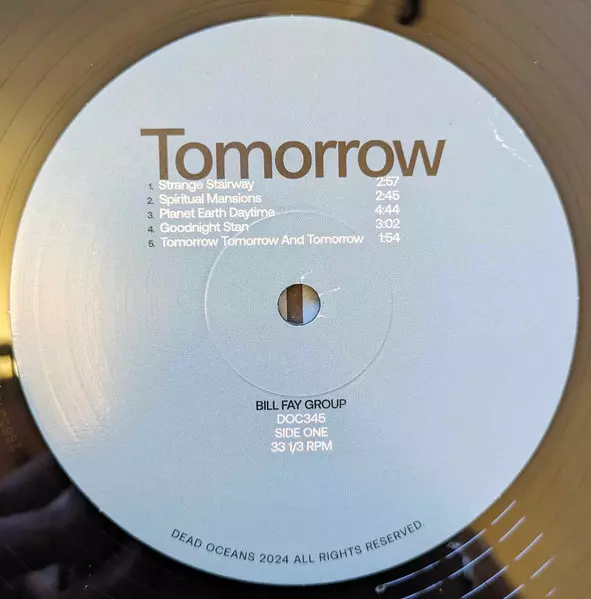 Tomorrow
1. Strange Stairway 2:57
2. Spiritual Mansions 2:45
3. Planet Earth Daytime 4:44
4. Goodnight Stan 3:02
5. Tomorrow Tomorrow And Tomorrow 1:54
BILL FAY GROUP
DOC345
SIDE ONE
33 1/3 RPM
DEAD OCEANS 2024 ALL RIGHTS RESERVED.